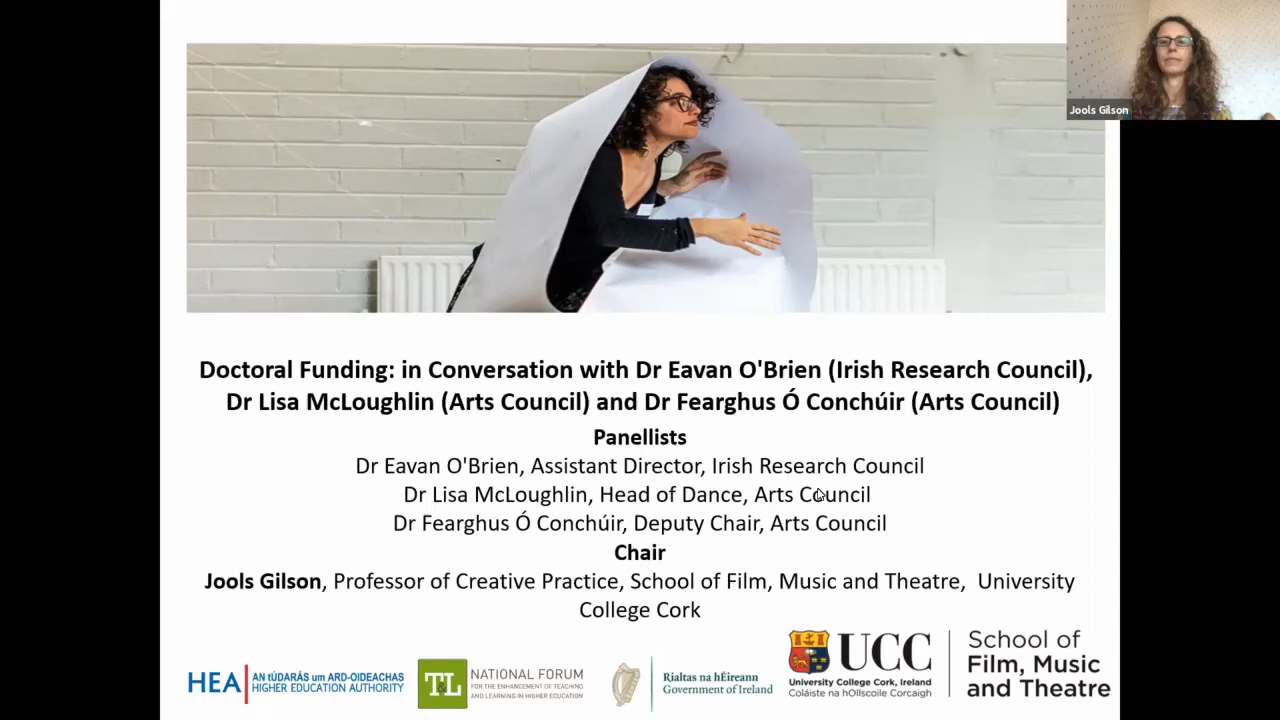 Jools Gilson
Doctoral Funding: in Conversation with Dr Eavan O'Brien (Irish Research Council),
Dr Lisa McLoughlin (Arts Council) and Dr Fearghus Ó Conchúir (Arts Council)
Panellists
Dr Eavan O'Brien, Assistant Director, Irish Research Council
Dr Lisa McLoughlin, Head of Dance, Arts Council
Dr Fearghus Ó Conchúir, Deputy Chair, Arts Council
Chair
Jools Gilson, Professor of Creative Practice, School of Film, Music and Theatre, University
College Cork
HEA
AN tÚDARÁS um ARD-OIDEACHAS
HIGHER EDUCATION AUTHORITY
T&L
NATIONAL FORUM
FOR THE ENHANCEMENT OF TEACHING
AND LEARNING IN HIGHER EDUCATION
Rialtas na hÉireann
Government of Ireland
UCC
University College Cork, Ireland
Coláiste na hOllscoile Corcaigh
School of
Film, Music
and Theatre